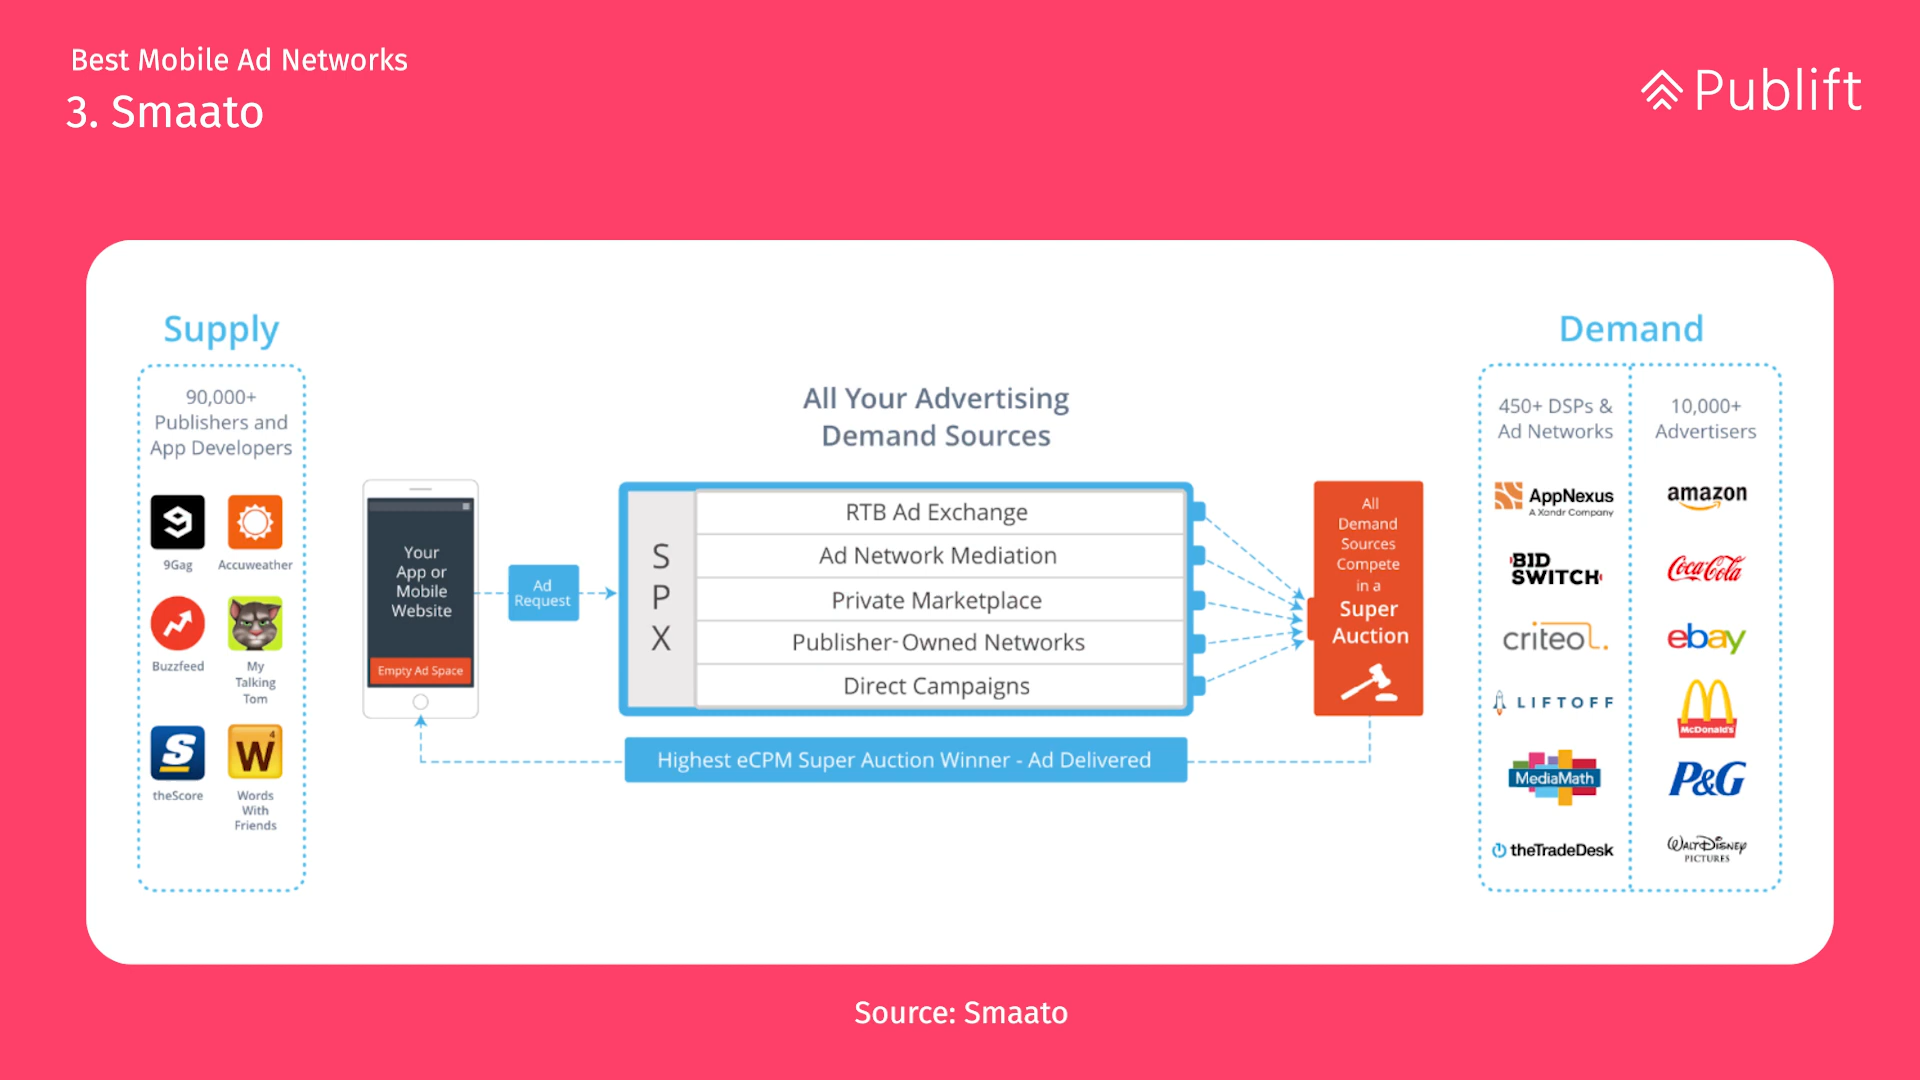 Best Mobile Ad Networks
3. Smaato
Publift
Supply
90,000+
Publishers and
App Developers
9Gag
Accuweather
Buzzfeed
My
Talking
Tom
theScore
4
W
Words
With
Friends
Your
App or
Mobile
Website
Empty Ad Space
Ad
Request
All Your Advertising
Demand Sources
S
P
X
RTB Ad Exchange
Ad Network Mediation
Private Marketplace
Publisher-Owned Networks
Direct Campaigns
Highest eCPM Super Auction Winner - Ad Delivered
All
Demand
Sources
Compete
in a
Super
Auction
Demand
450+ DSPs &
Ad Networks
AppNexus
A Xandr Company
BID
SWITCH
criteo
LIFTOFF
MediaMath
theTradeDesk
10,000+
Advertisers
amazon
Coca-Cola
ebay
McDonald's
P&G
WALT DISNEY
PICTURES
Source: Smaato